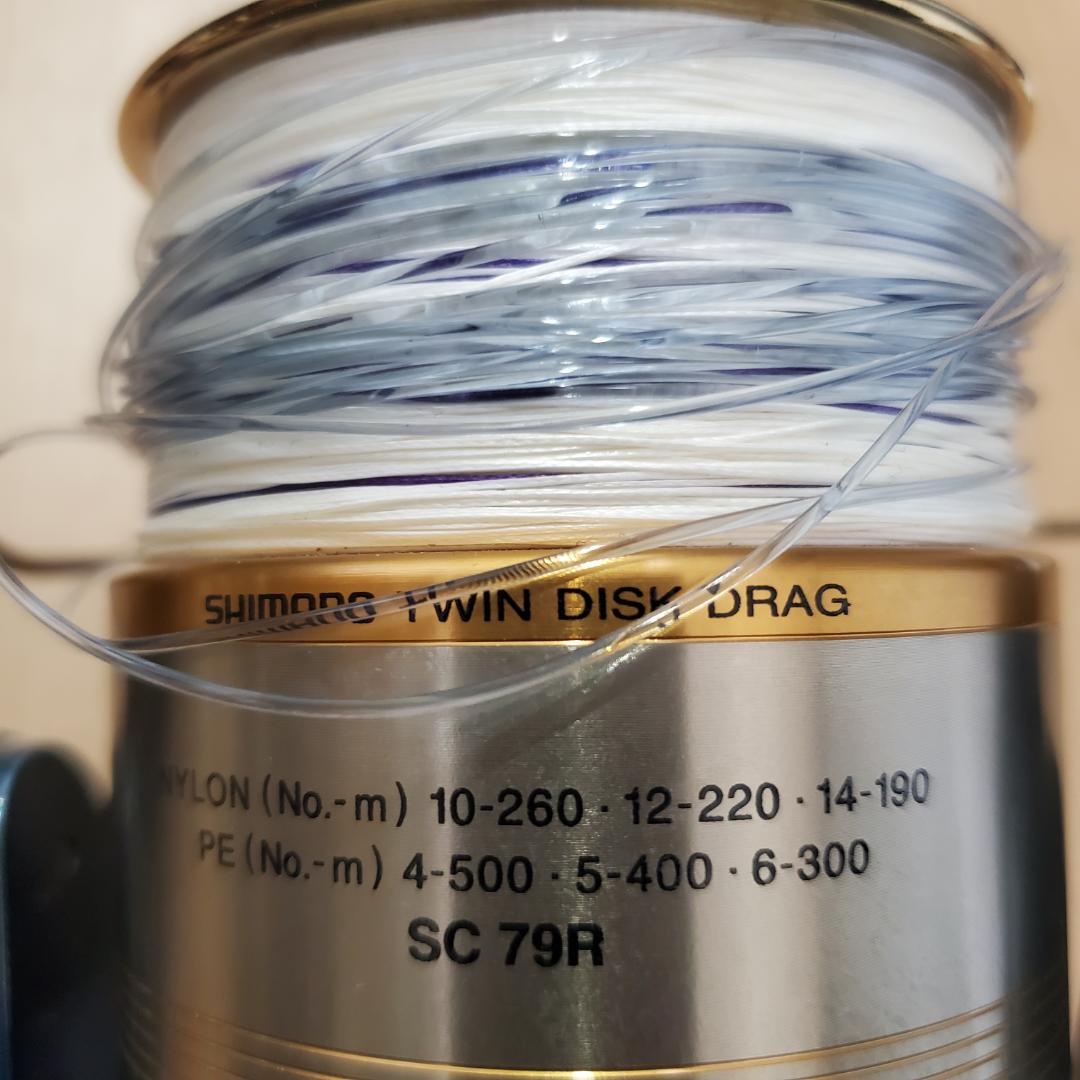 SHIMANO TWIN DISK DRAG
NYLON (No.-m) 10-260 · 12-220 · 14-190
PE (No.-m) 4-500 · 5-400 · 6-300
SC 79R